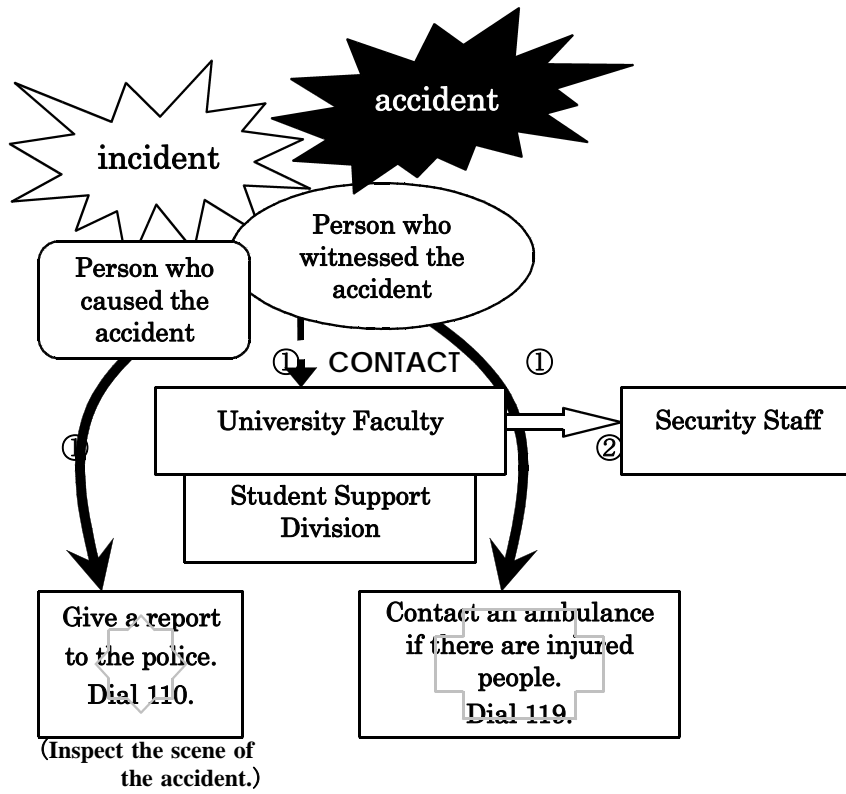 accident
incident
Person who
witnessed the
accident
Person who
caused the
accident
① CONTACT ①
University Faculty
Security Staff
①
②
Student Support
Division
Give a report
to the police.
Dial 110.
Contact an ambulance
if there are injured
people.
Dial 119.
(Inspect the scene of
the accident.)